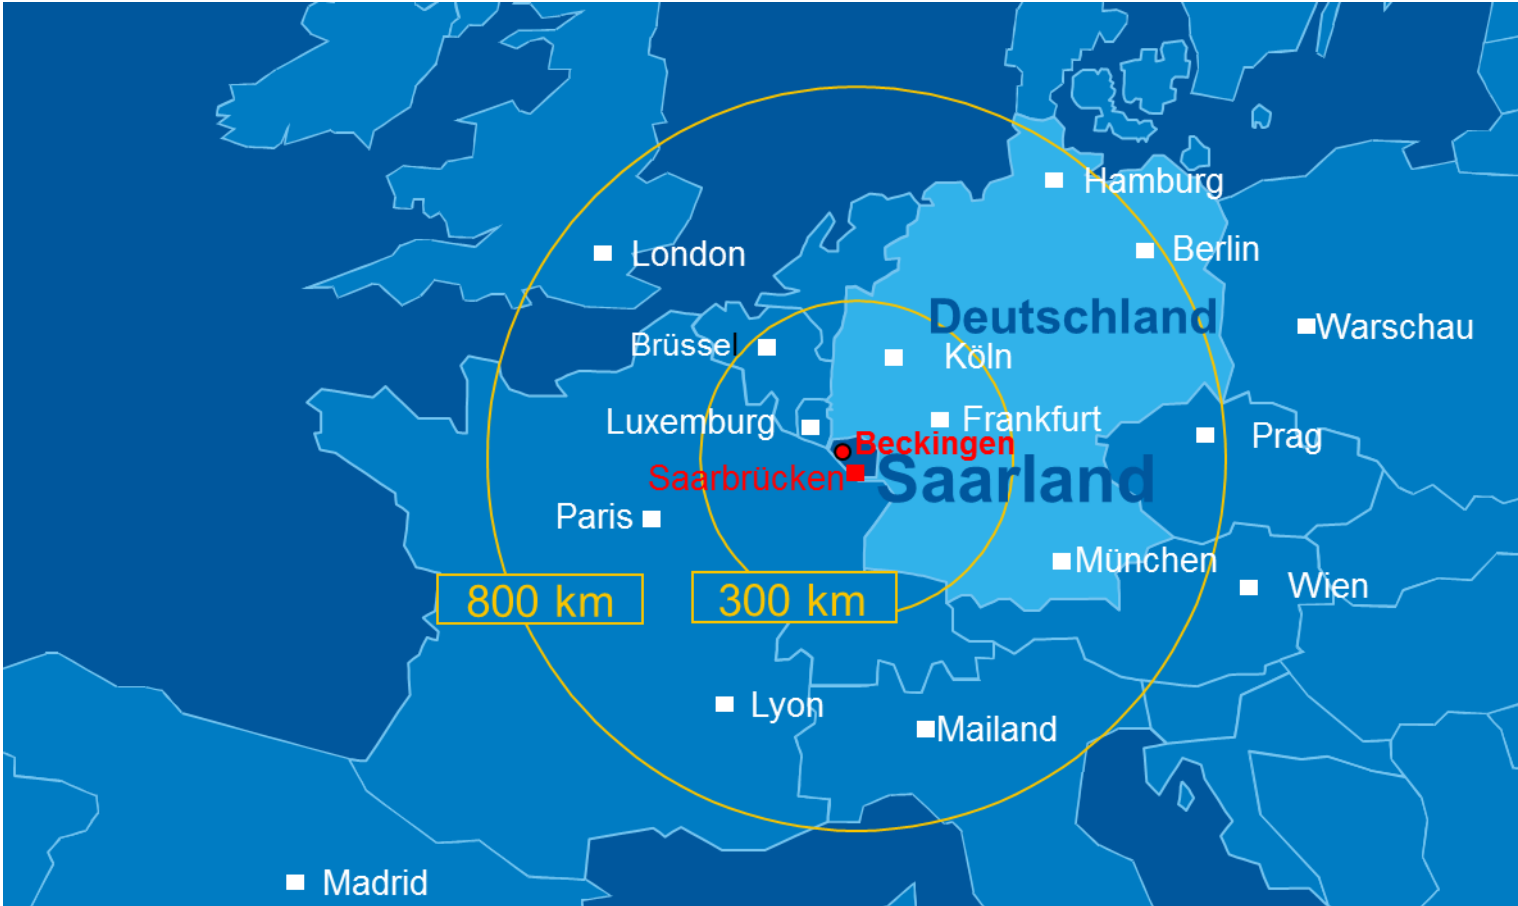 Hamburg
London
Berlin
Deutschland
Warschau
Brüssel
Köln
Luxemburg
Frankfurt
Prag
Beckingen
Saarbrücken
Saarland
Paris
München
Wien
800 km
300 km
Lyon
Mailand
Madrid